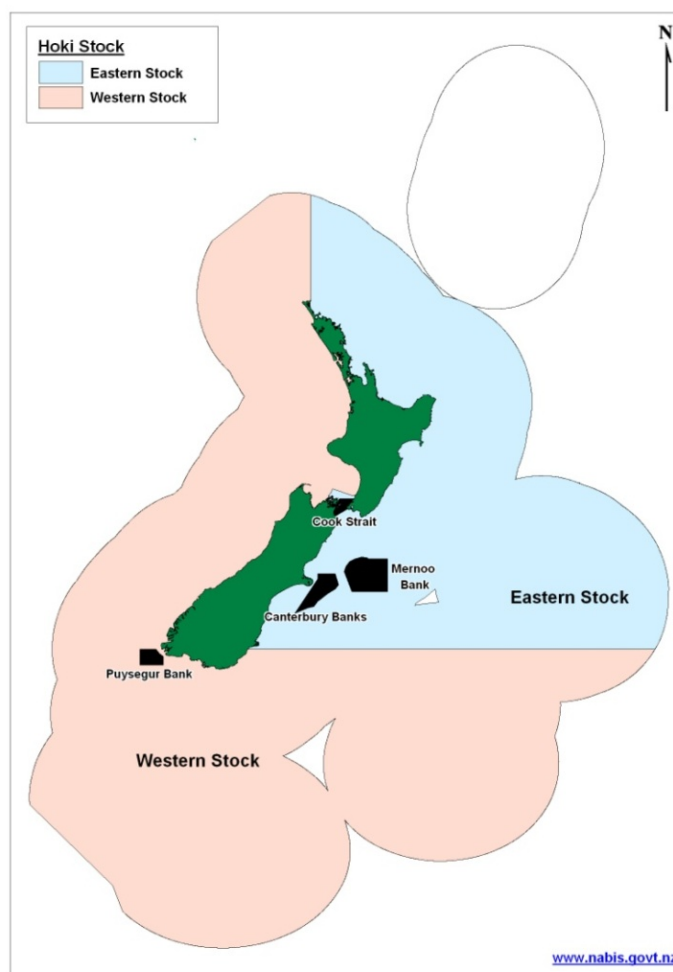 Hoki Stock
Eastern Stock
Western Stock
N
Cook Strait
Mernoo
Bank
Eastern Stock
Canterbury Banks
Puysegur Bank
Western Stock
www.nabis.govt.nz